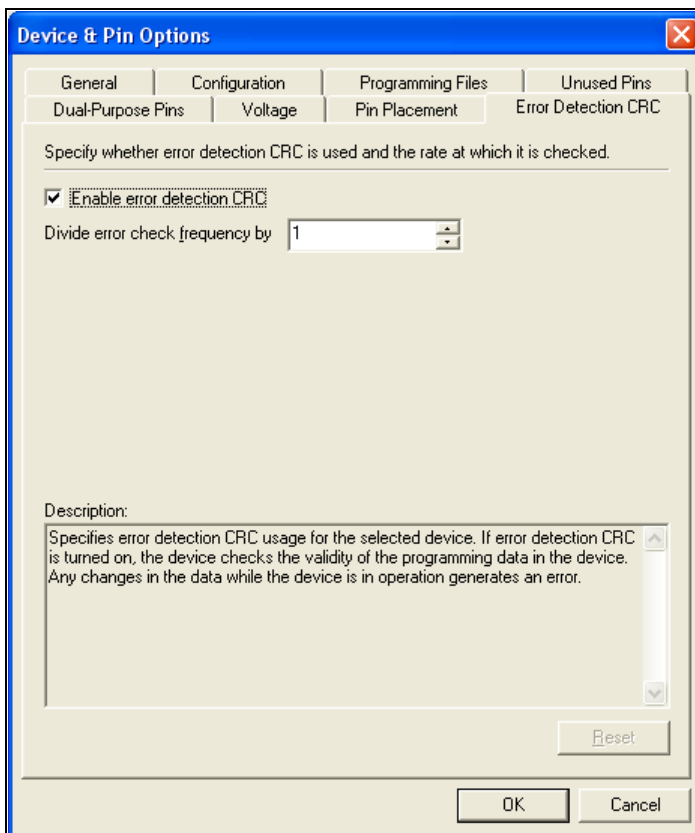 Device & Pin Options
General Configuration Programming Files Unused Pins
Dual-Purpose Pins Voltage Pin Placement Error Detection CRC
Specify whether error detection CRC is used and the rate at which it is checked.
Enable error detection CRC
Divide error check frequency by 1
Description:
Specifies error detection CRC usage for the selected device. If error detection CRC
is turned on, the device checks the validity of the programming data in the device.
Any changes in the data while the device is in operation generates an error.
Reset
OK Cancel